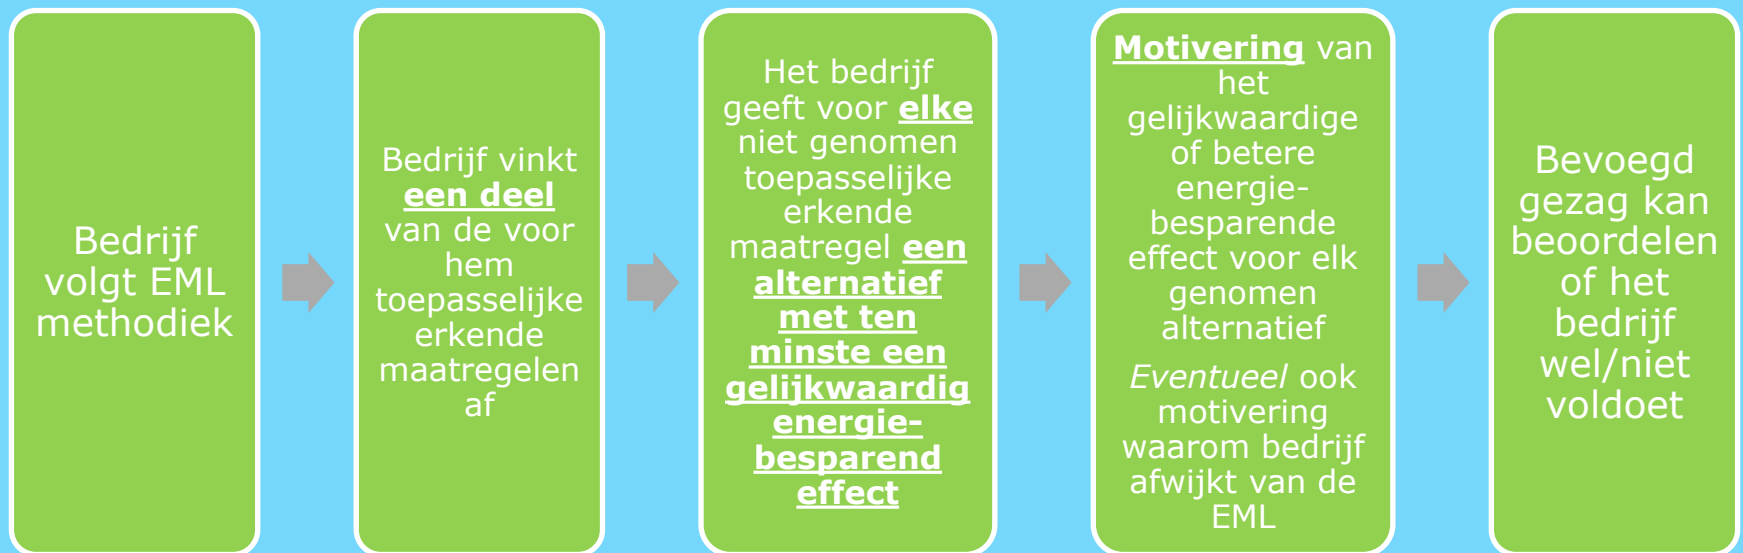 Bedrijf
volgt EML
methodiek
Bedrijf vinkt
een deel
van de voor
hem
toepasselijke
erkende
maatregelen
af
Het bedrijf
geeft voor elke
niet genomen
toepasselijke
erkende
maatregel een
alternatief
met ten
minste een
gelijkwaardig
energie-
besparend
effect
Motivering van
het
gelijkwaardige
of betere
energie-
besparende
effect voor elk
genomen
alternatief
Eventueel ook
motivering
waarom bedrijf
afwijkt van de
EML
Bevoegd
gezag kan
beoordelen
of het
bedrijf
wel/niet
voldoet